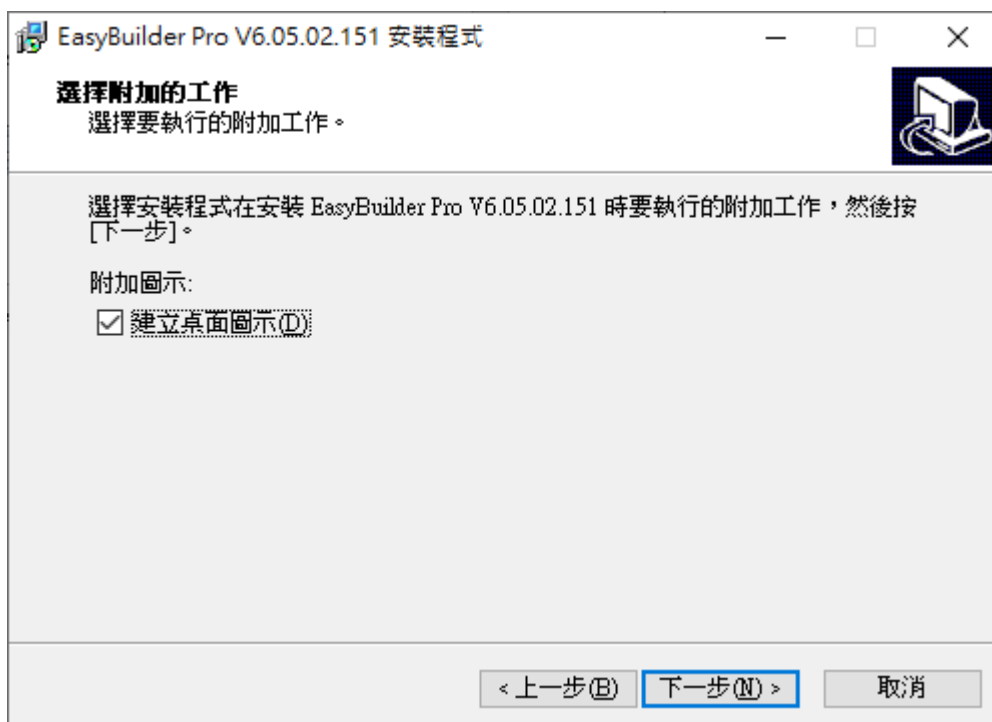 EasyBuilder Pro V6.05.02.151 安裝程式
選擇附加的工作
選擇要執行的附加工作。
選擇安裝程式在安裝 EasyBuilder Pro V6.05.02.151 時要執行的附加工作，然後按
[下一步]。
附加圖示:
建立桌面圖示(D)
< 上一步(B)
下一步(N) >
取消